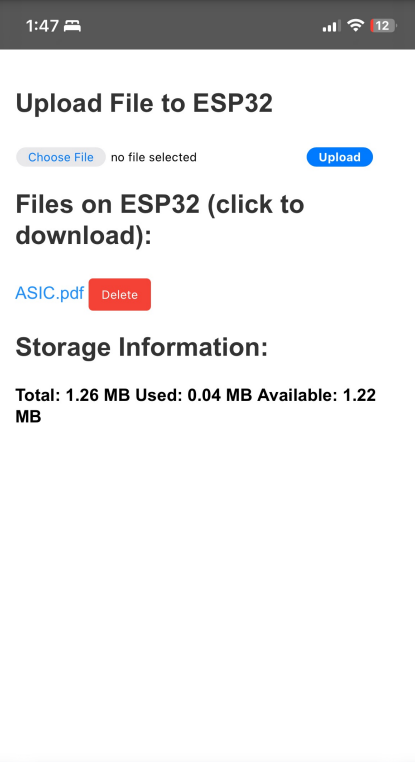 1:47
12
Upload File to ESP32
Choose File no file selected Upload
Files on ESP32 (click to
download):
ASIC.pdf Delete
Storage Information:
Total: 1.26 MB Used: 0.04 MB Available: 1.22
MB